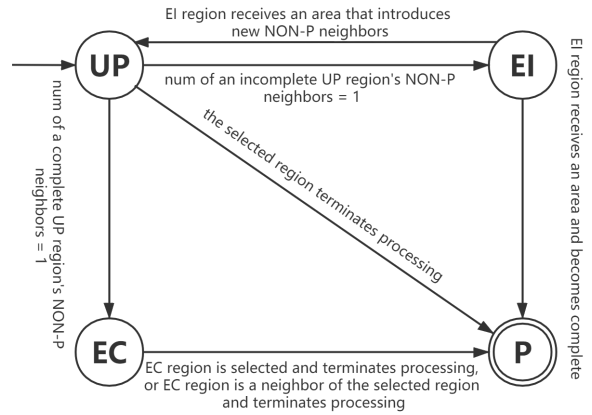 EI region receives an area that introduces
new NON-P neighbors
UP
EI
num of an incomplete UP region's NON-P
neighbors = 1
the selected region terminates processing
num of a complete UP region's NON-P
neighbors = 1
EI region receives an area and becomes complete
EC
P
EC region is selected and terminates processing,
or EC region is a neighbor of the selected region
and terminates processing